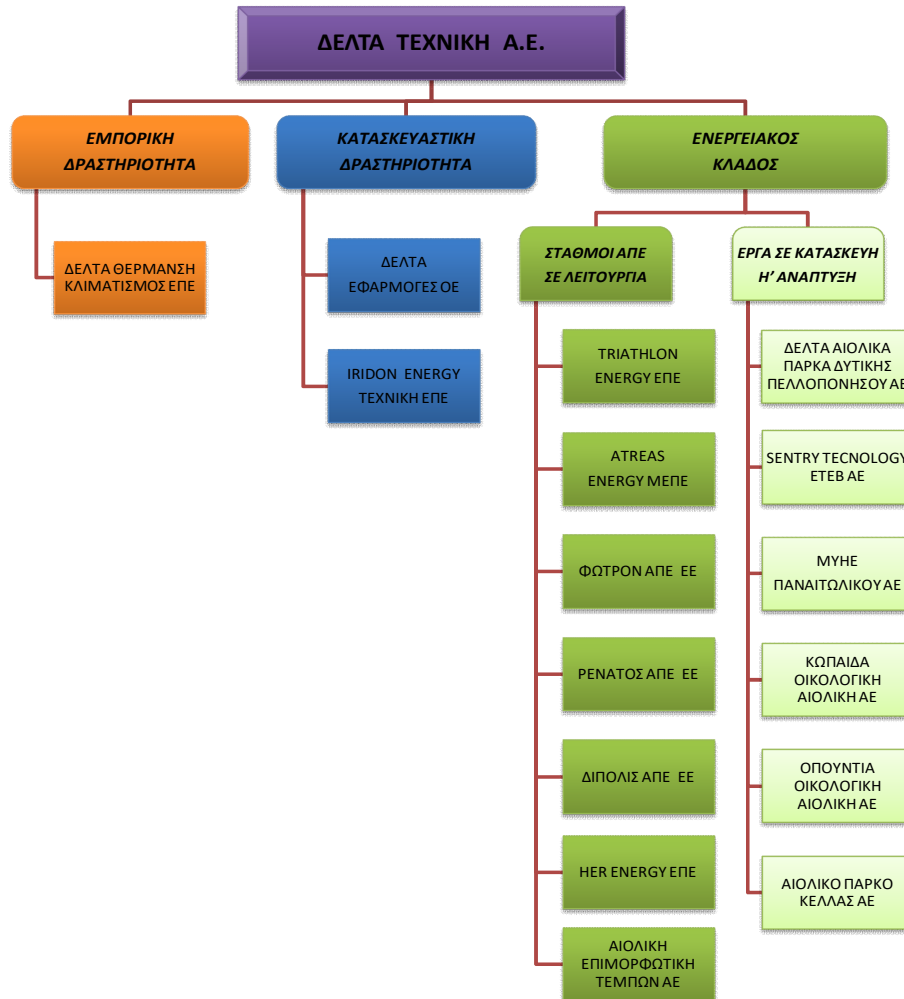 ΔΕΛΤΑ ΤΕΧΝΙΚΗ Α.Ε.
ΕΜΠΟΡΙΚΗ
ΔΡΑΣΤΗΡΙΟΤΗΤΑ
ΔΕΛΤΑ ΘΕΡΜΑΝΣΗ
ΚΛΙΜΑΤΙΣΜΟΣ ΕΠΕ
ΚΑΤΑΣΚΕΥΑΣΤΙΚΗ
ΔΡΑΣΤΗΡΙΟΤΗΤΑ
ΔΕΛΤΑ
ΕΦΑΡΜΟΓΕΣ ΟΕ
IRIDON ENERGY
ΤΕΧΝΙΚΗ ΕΠΕ
ΕΝΕΡΓΕΙΑΚΟΣ
ΚΛΑΔΟΣ
ΣΤΑΘΜΟΙ ΑΠΕ
ΣΕ ΛΕΙΤΟΥΡΓΙΑ
TRIATHLON
ENERGY ΕΠΕ
ATREAS
ENERGY ΜΕΠΕ
ΦΩΤΡΟΝ ΑΠΕ ΕΕ
ΡΕΝΑΤΟΣ ΑΠΕ ΕΕ
ΔΙΠΟΛΙΣ ΑΠΕ ΕΕ
HER ENERGY ΕΠΕ
ΑΙΟΛΙΚΗ
ΕΠΙΜΟΡΦΩΤΙΚΗ
ΤΕΜΠΩΝ ΑΕ
ΕΡΓΑ ΣΕ ΚΑΤΑΣΚΕΥΗ
Η' ΑΝΑΠΤΥΞΗ
ΔΕΛΤΑ ΑΙΟΛΙΚΑ
ΠΑΡΚΑ ΔΥΤΙΚΗΣ
ΠΕΛΛΟΠΟΝΗΣΟΥ ΑΕ
SENTRY TECNOLOGY
ΕΤΕΒ ΑΕ
ΜΥΗΕ
ΠΑΝΑΙΤΩΛΙΚΟΥ ΑΕ
ΚΩΠΑΙΔΑ
ΟΙΚΟΛΟΓΙΚΗ
ΑΙΟΛΙΚΗ ΑΕ
ΟΠΟΥΝΤΙΑ
ΟΙΚΟΛΟΓΙΚΗ
ΑΙΟΛΙΚΗ ΑΕ
ΑΙΟΛΙΚΟ ΠΑΡΚΟ
ΚΕΛΛΑΣ ΑΕ